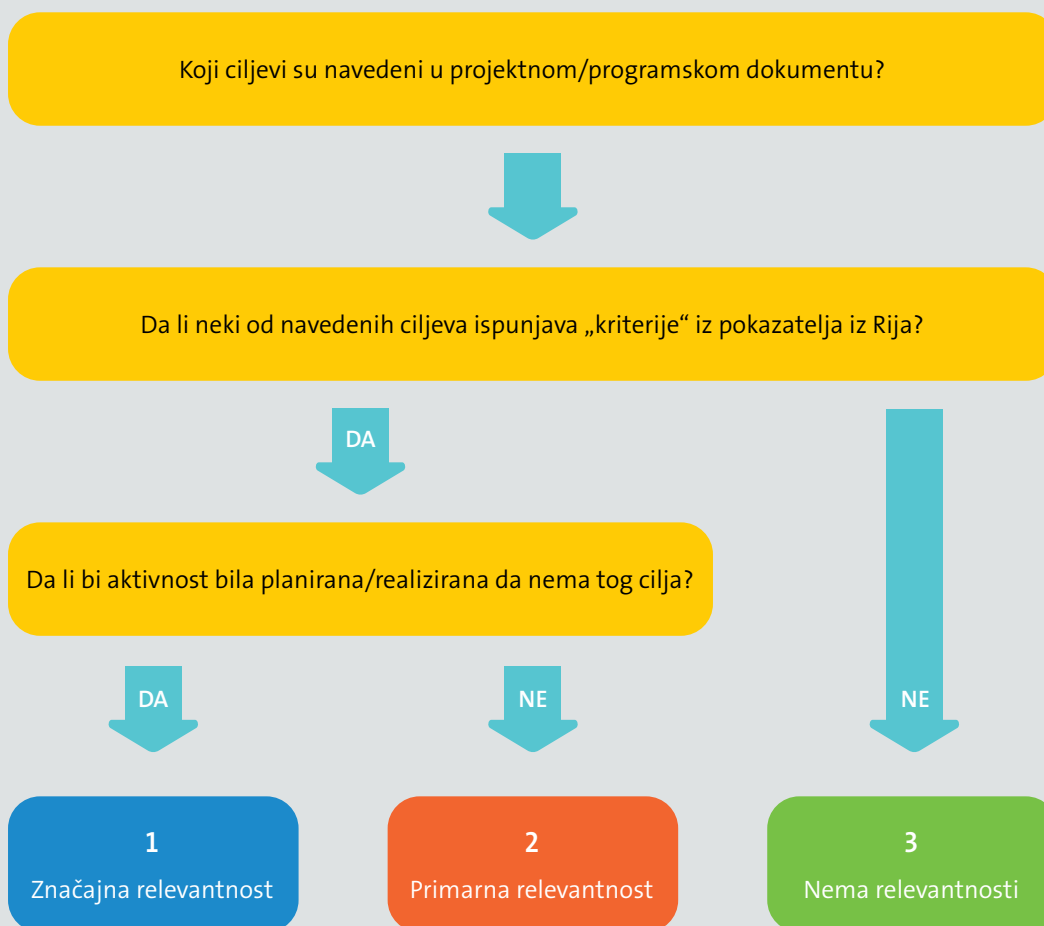 Koji ciljevi su navedeni u projektnom/programskom dokumentu?
Da li neki od navedenih ciljeva ispunjava „kriterije“ iz pokazatelja iz Rija?
DA
Da li bi aktivnost bila planirana/realizirana da nema tog cilja?
DA
NE
NE
1
Značajna relevantnost
2
Primarna relevantnost
3
Nema relevantnosti